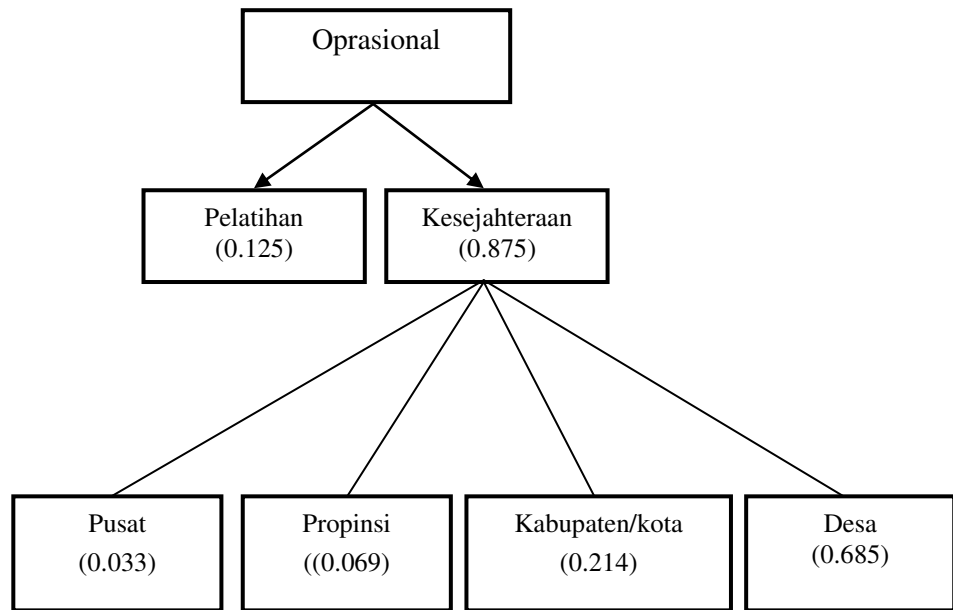 Oprasional
Pelatihan
(0.125)
Kesejahteraan
(0.875)
Pusat
(0.033)
Propinsi
((0.069)
Kabupaten/kota
(0.214)
Desa
(0.685)